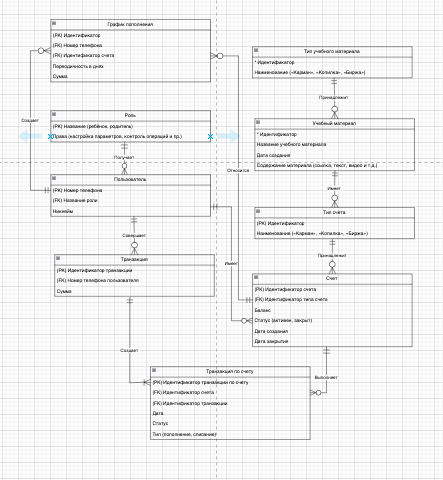 График пополнения
(PK) Идентификатор
(FK) Номер телефона
(FK) Идентификатор счета
Периодичность в днях
Сумма
Создает
Роль
(PK) Название (ребёнок, родитель)
Права (настройка параметров, контроль операций и пр.)
Получает
Пользователь
(PK) Номер телефона
(FK) Название роли
Никнейм
Совершает
Транзакция
(PK) Идентификатор транзакции
(FK) Номер телефона пользователя
Сумма
Создает
Транзакция по счету
(PK) Идентификатор транзакции по счету
(FK) Идентификатор счета
(FK) Идентификатор транзакции
Дата
Статус
Тип (пополнение, списание)
Относится
Имеет
Тип учебного материала
* Идентификатор
Наименование («Карман», «Копилка», «Биржа»)
Принадлежит
Учебный материал
* Идентификатор
Название учебного материала
Дата создания
Содержание материала (ссылка, текст, видео и т.д.)
Имеет
Тип счета
(PK) Идентификатор
Наименование («Карман», «Копилка», «Биржа»)
Принадлежит
Счет
(PK) Идентификатор счета
(FK) Идентификатор типа счета
Баланс
Статус (активен, закрыт)
Дата создания
Дата закрытия
Выполняет